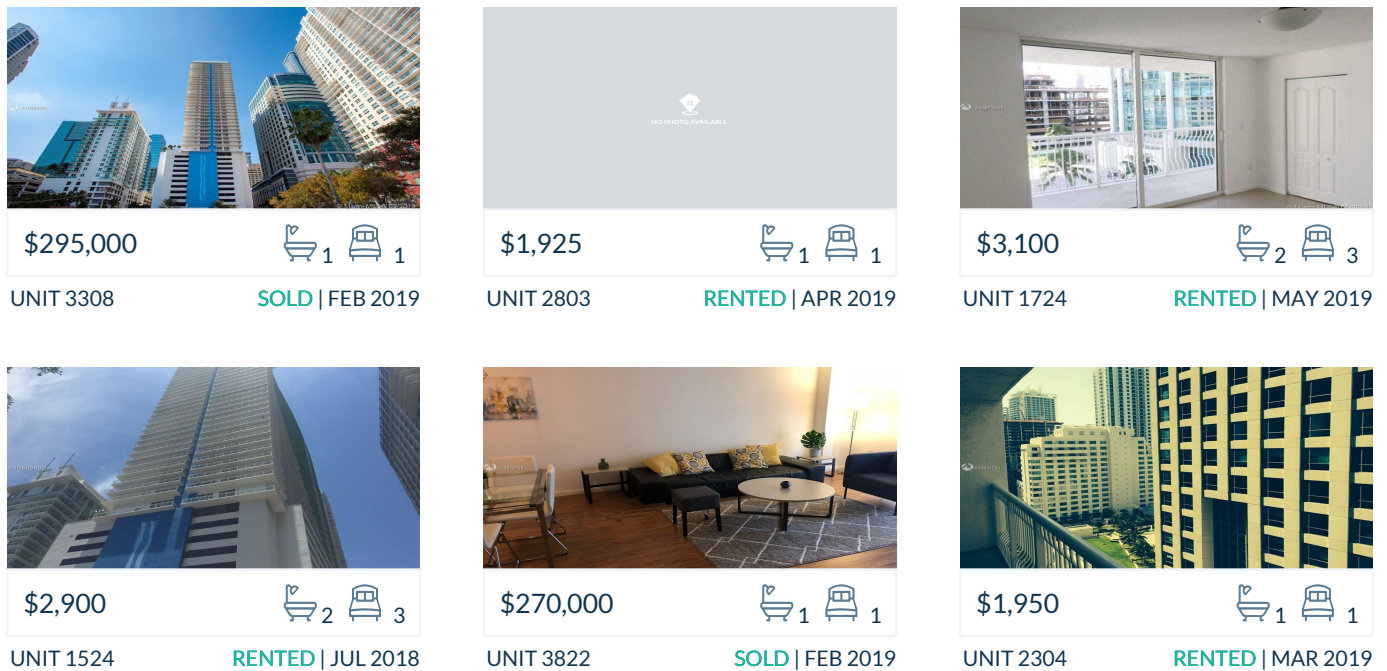 NO PHOTO AVAILABLE
$295,000 1 1
UNIT 3308 SOLD | FEB 2019
$1,925 1 1
UNIT 2803 RENTED | APR 2019
$3,100 2 3
UNIT 1724 RENTED | MAY 2019
$2,900 2 3
UNIT 1524 RENTED | JUL 2018
$270,000 1 1
UNIT 3822 SOLD | FEB 2019
$1,950 1 1
UNIT 2304 RENTED | MAR 2019